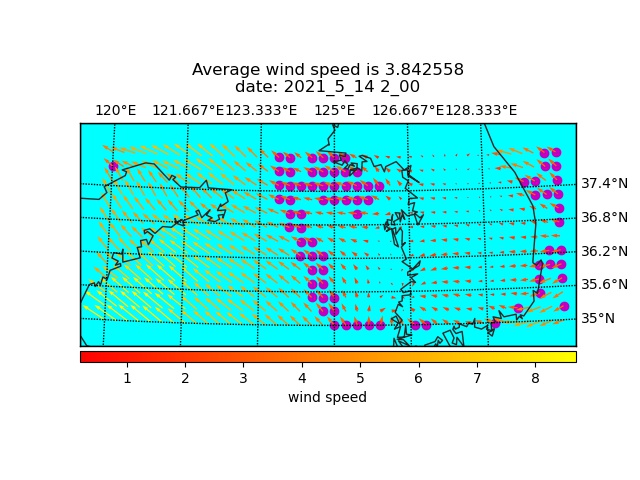 Average wind speed is 3.842558
date: 2021_5_14 2_00
120°E 121.667°E 123.333°E 125°E 126.667°E 128.333°E
37.4°N
36.8°N
36.2°N
35.6°N
35°N
1 2 3 4 5 6 7 8
wind speed